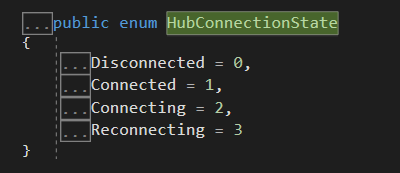 ...public enum HubConnectionState
{
...Disconnected = 0,
...Connected = 1,
...Connecting = 2,
...Reconnecting = 3
}